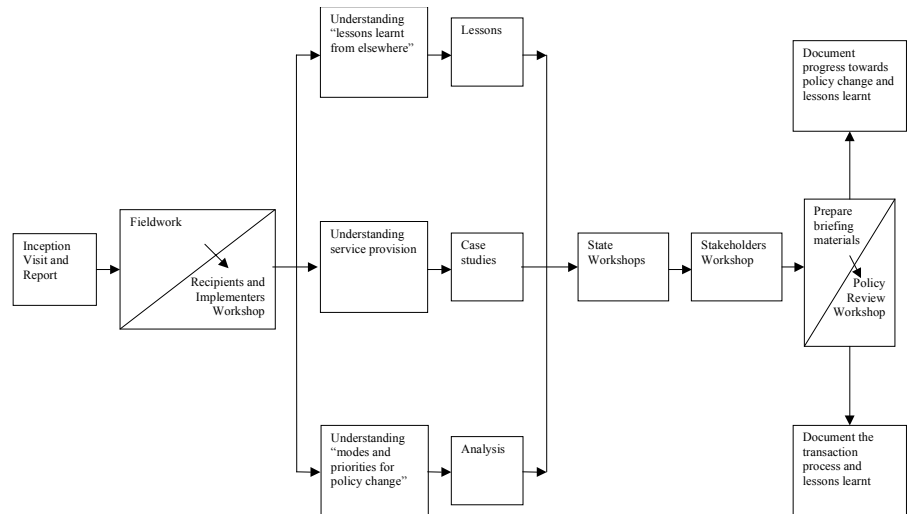 Inception
Visit and
Report
Fieldwork
Recipients and
Implementers
Workshop
Understanding
“lessons learnt
from elsewhere”
Lessons
Understanding
service provision
Case
studies
Understanding
“modes and
priorities for
policy change”
Analysis
State
Workshops
Stakeholders
Workshop
Prepare
briefing
materials
Policy
Review
Workshop
Document
progress towards
policy change and
lessons learnt
Document the
transaction
process and
lessons learnt